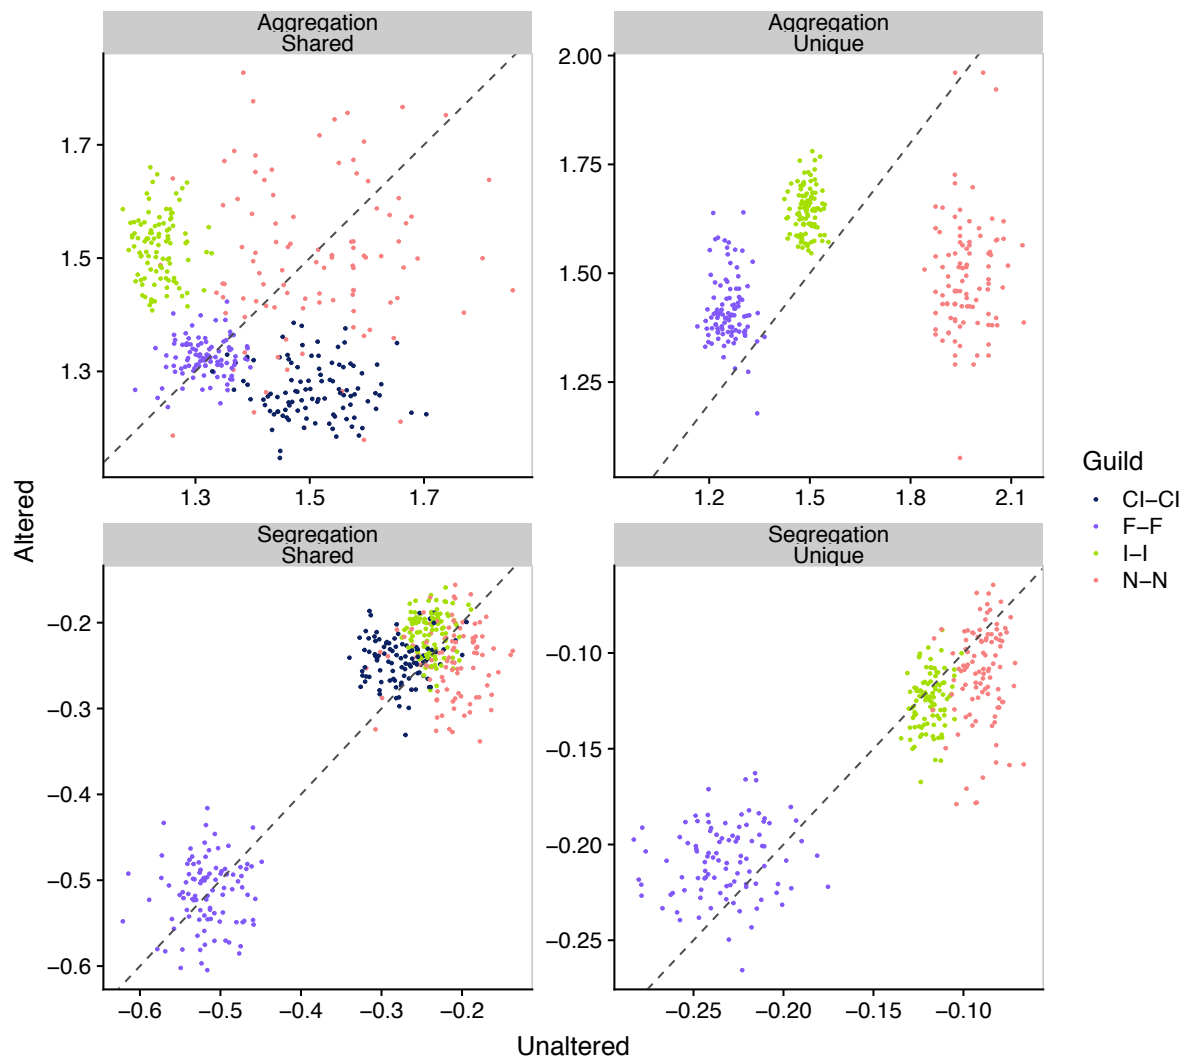 Aggregation
Shared
Aggregation
Unique
1.7
1.5
1.3
1.3 1.5 1.7
2.00
1.75
1.50
1.25
1.2 1.5 1.8 2.1
Segregation
Shared
Segregation
Unique
−0.2
−0.3
−0.4
−0.5
−0.6
−0.6 −0.5 −0.4 −0.3 −0.2
−0.10
−0.15
−0.20
−0.25
−0.25 −0.20 −0.15 −0.10
Altered
Unaltered
Guild
CI−CI
F−F
I−I
N−N